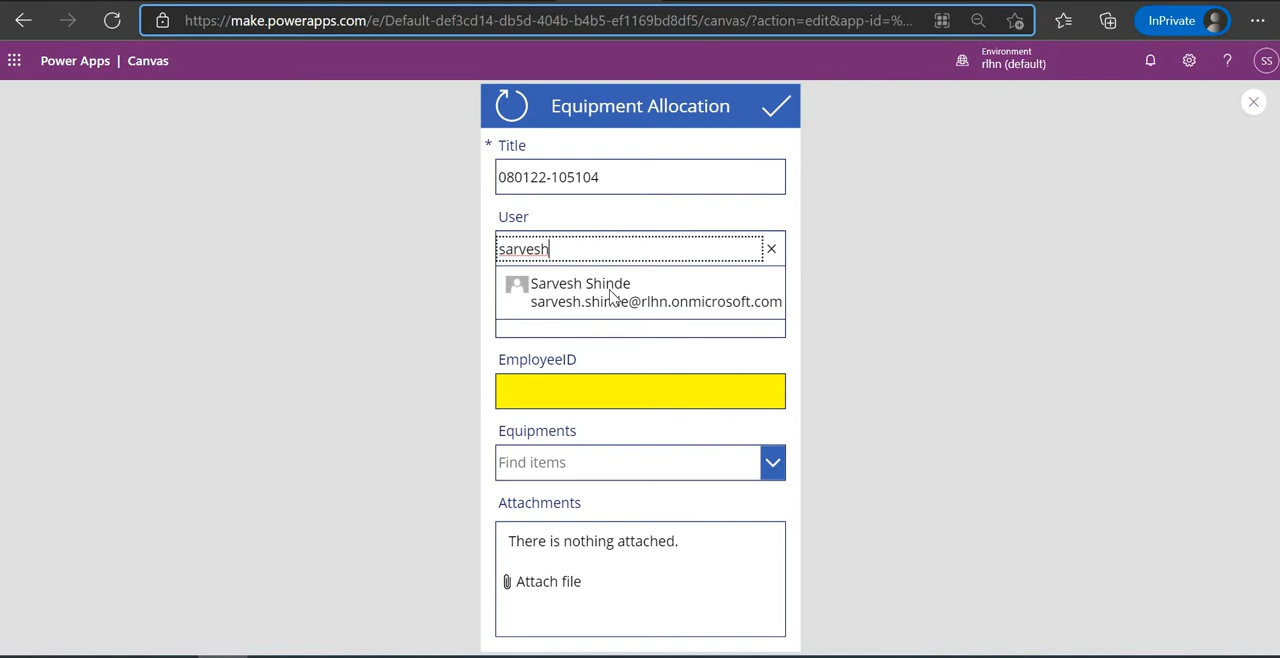 https://make.powerapps.com/e/Default-def3cd14-db5d-404b-b4b5-ef1169bd8df5/canvas/?action=edit&app-id=%...
InPrivate
Power Apps | Canvas
Environment
rlhn (default)
?
SS
Equipment Allocation
* Title
080122-105104
User
sarvesh
Sarvesh Shinde
sarvesh.shinde@rlhn.onmicrosoft.com
EmployeeID
Equipments
Find items
Attachments
There is nothing attached.
Attach file